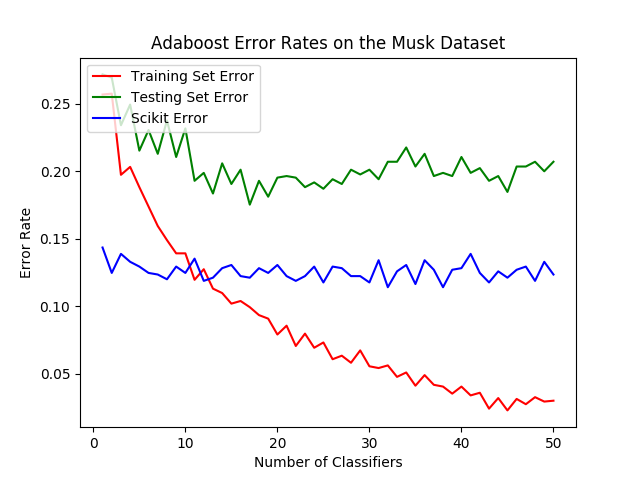 Adaboost Error Rates on the Musk Dataset
Training Set Error
Testing Set Error
Scikit Error
0.25
0.20
0.15
0.10
0.05
Error Rate
0
10
20
30
40
50
Number of Classifiers